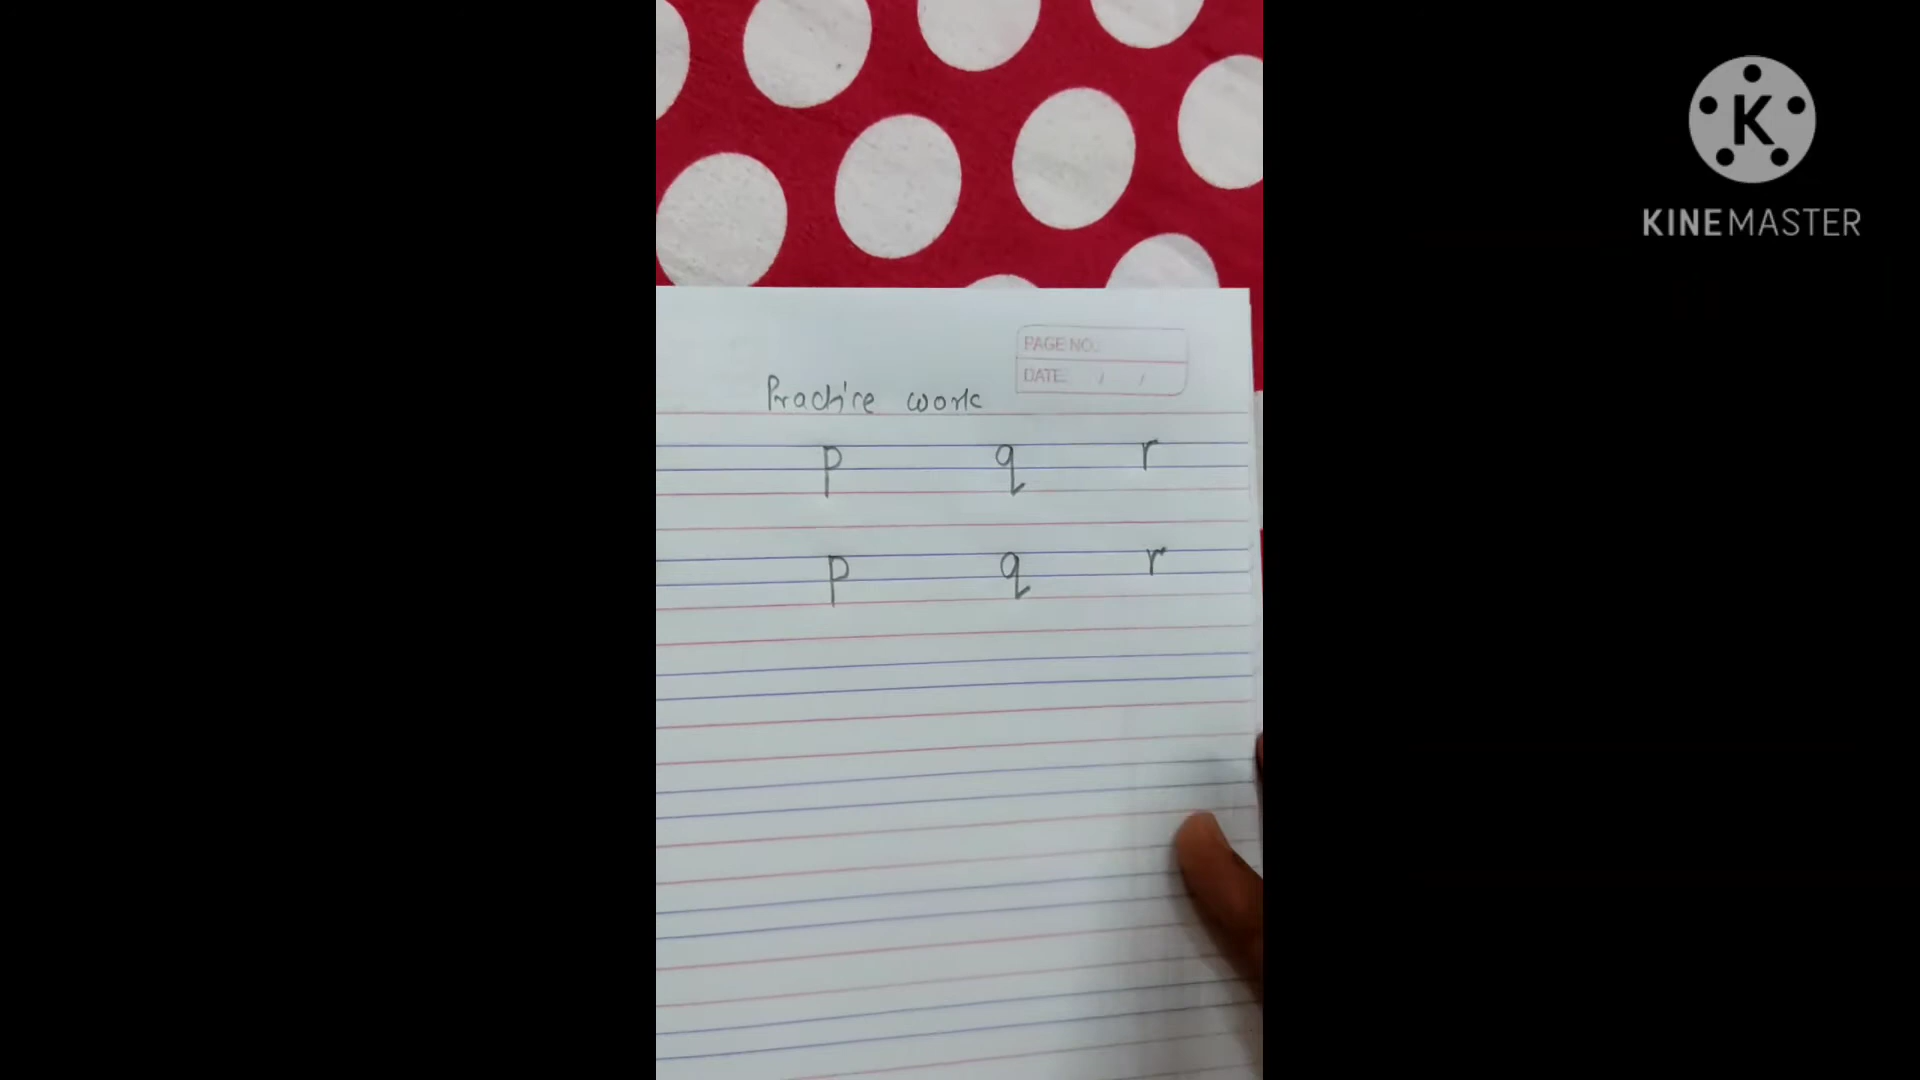 K
KINEMASTER
PAGE NO.:
DATE: / /
Practice work
p q r
p q r